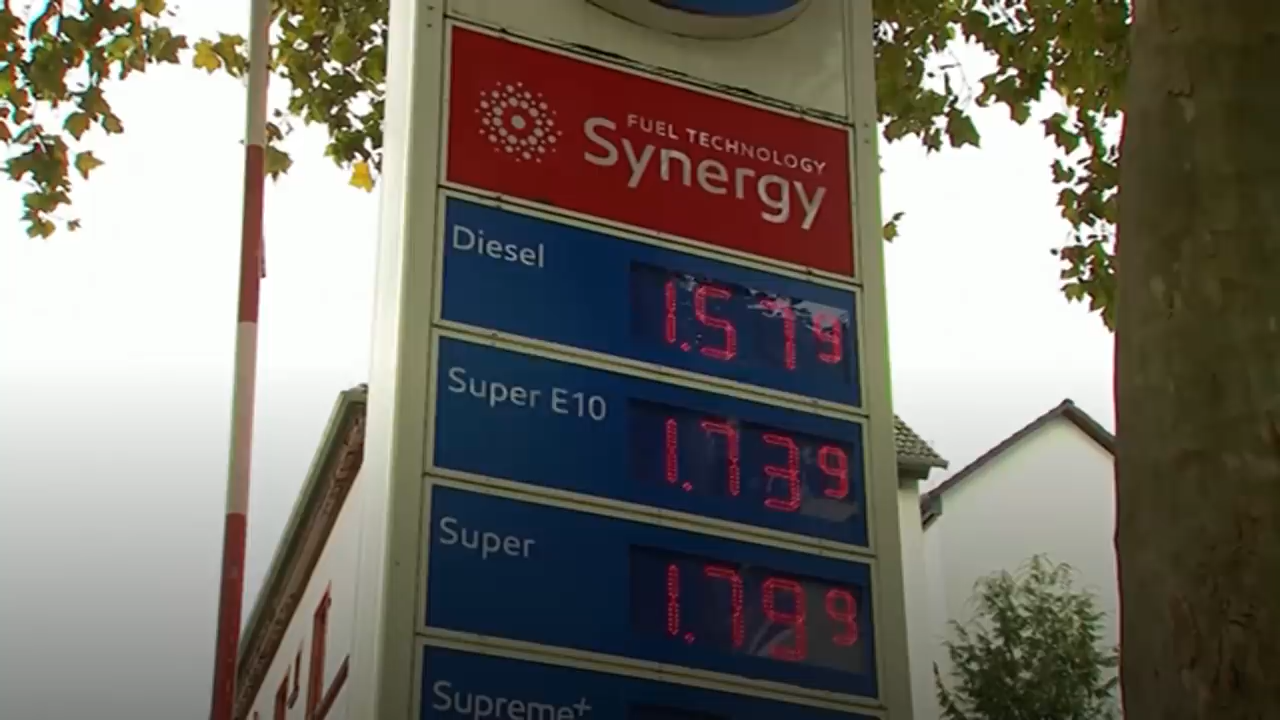 FUEL TECHNOLOGY
Synergy
Diesel
1.579
Super E10
1.739
Super
1.799
Supreme+